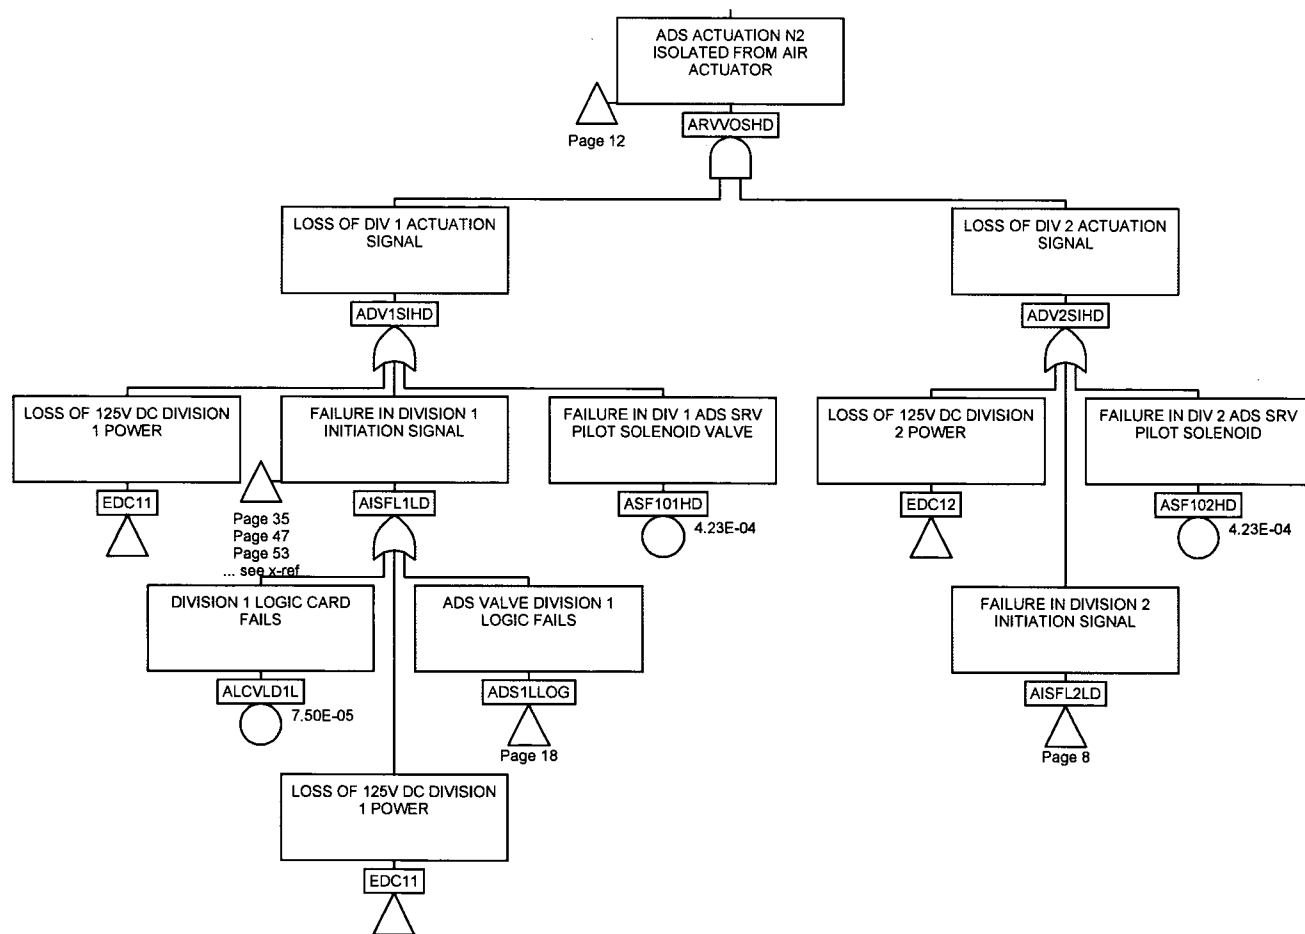 ADS ACTUATION N2
ISOLATED FROM AIR
ACTUATOR
Page 12
ARVVOSHD
LOSS OF DIV 1 ACTUATION
SIGNAL
ADV1SIHD
LOSS OF DIV 2 ACTUATION
SIGNAL
ADV2SIHD
LOSS OF 125V DC DIVISION
1 POWER
EDC11
FAILURE IN DIVISION 1
INITIATION SIGNAL
Page 35
Page 47
Page 53
... see x-ref
AISFL1LD
FAILURE IN DIV 1 ADS SRV
PILOT SOLENOID VALVE
ASF101HD
4.23E-04
LOSS OF 125V DC DIVISION
2 POWER
EDC12
FAILURE IN DIV 2 ADS SRV
PILOT SOLENOID
ASF102HD
4.23E-04
DIVISION 1 LOGIC CARD
FAILS
ALCVLD1L
7.50E-05
ADS VALVE DIVISION 1
LOGIC FAILS
ADS1LLOG
Page 18
FAILURE IN DIVISION 2
INITIATION SIGNAL
AISFL2LD
Page 8
LOSS OF 125V DC DIVISION
1 POWER
EDC11